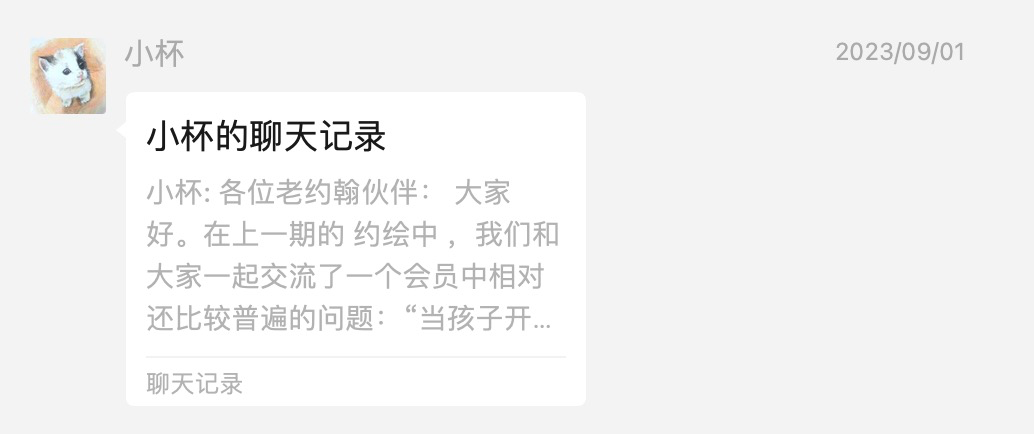 小杯
2023/09/01
小杯的聊天记录
小杯: 各位老约翰伙伴： 大家
好。在上一期的 约绘中 ，我们和
大家一起交流了一个会员中相对
还比较普遍的问题：“当孩子开...
聊天记录